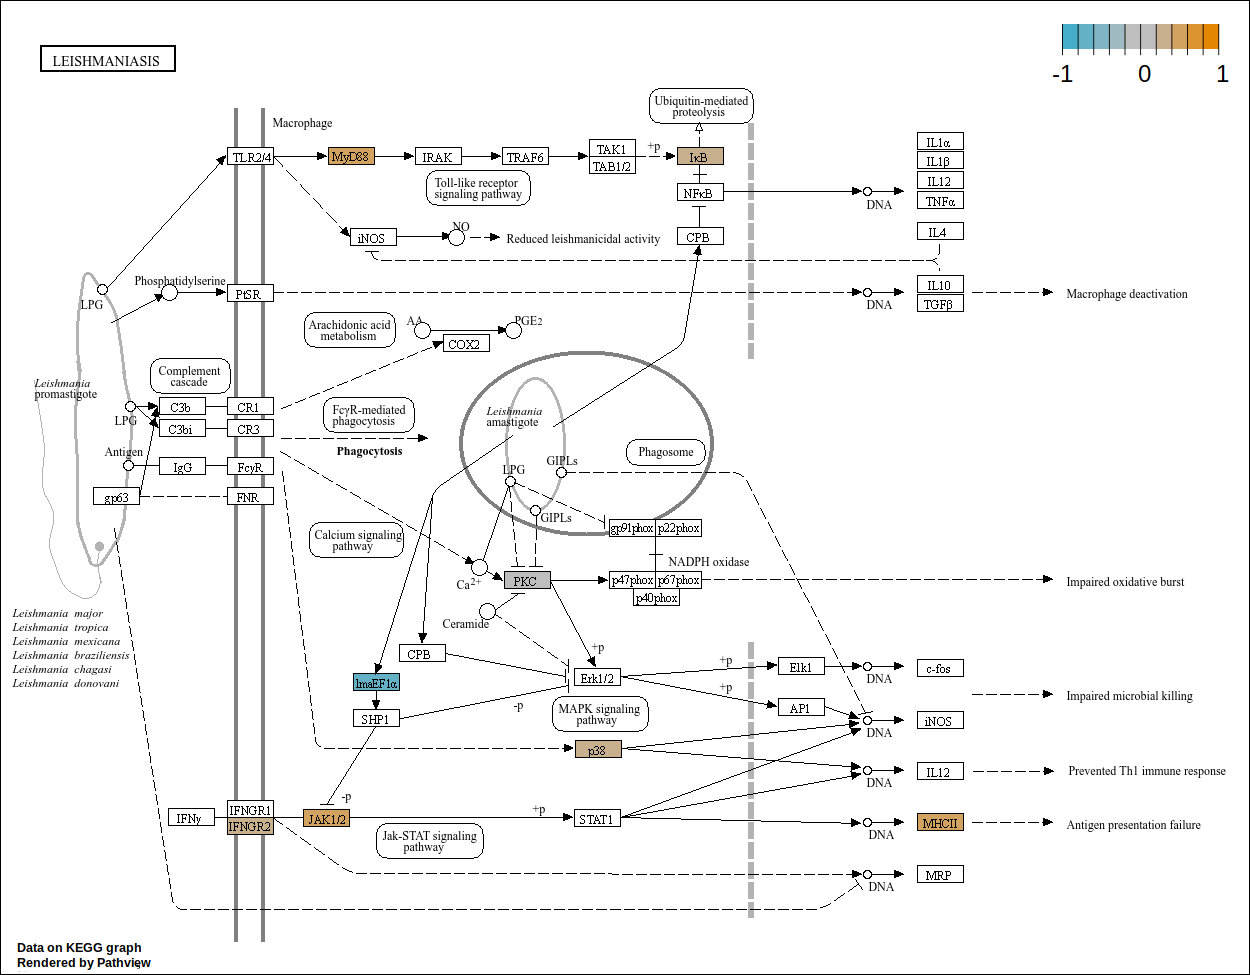 LEISHMANIASIS
-1 0 1
Macrophage
Ubiquitin-mediated
proteolysis
TLR2/4
MyD88
IRAK
TRAF6
TAK1
TAB1/2
+p
IκB
Toll-like receptor
signaling pathway
NFκB
DNA
IL1α
IL1β
IL12
TNFα
iNOS
NO
Reduced leishmanicidal activity
CPB
IL4
Phosphatidylserine
LPG
PtSR
DNA
IL10
TGFβ
Macrophage deactivation
Arachidonic acid
metabolism
AA
PGE2
COX2
Complement
cascade
Leishmania
promastigote
LPG
C3b
CR1
C3bi
CR3
FcγR-mediated
phagocytosis
Phagocytosis
Leishmania
amastigote
Phagosome
Antigen
IgG
FcγR
LPG
GIPLs
gp63
FNR
GIPLs
gp91phox
p22phox
Calcium signaling
pathway
NADPH oxidase
Ca2+
PKC
p47phox
p67phox
p40phox
Impaired oxidative burst
Ceramide
Leishmania major
Leishmania tropica
Leishmania mexicana
Leishmania braziliensis
Leishmania chagasi
Leishmania donovani
CPB
+p
lmaEF1α
Erk1/2
+p
+p
Elk1
DNA
c-fos
Impaired microbial killing
SHP1
-p
MAPK signaling
pathway
AP1
DNA
iNOS
p38
DNA
IL12
Prevented Th1 immune response
IFNγ
IFNGR1
IFNGR2
-p
JAK1/2
+p
STAT1
Jak-STAT signaling
pathway
DNA
MHCII
Antigen presentation failure
DNA
MRP
Data on KEGG graph
Rendered by Pathview